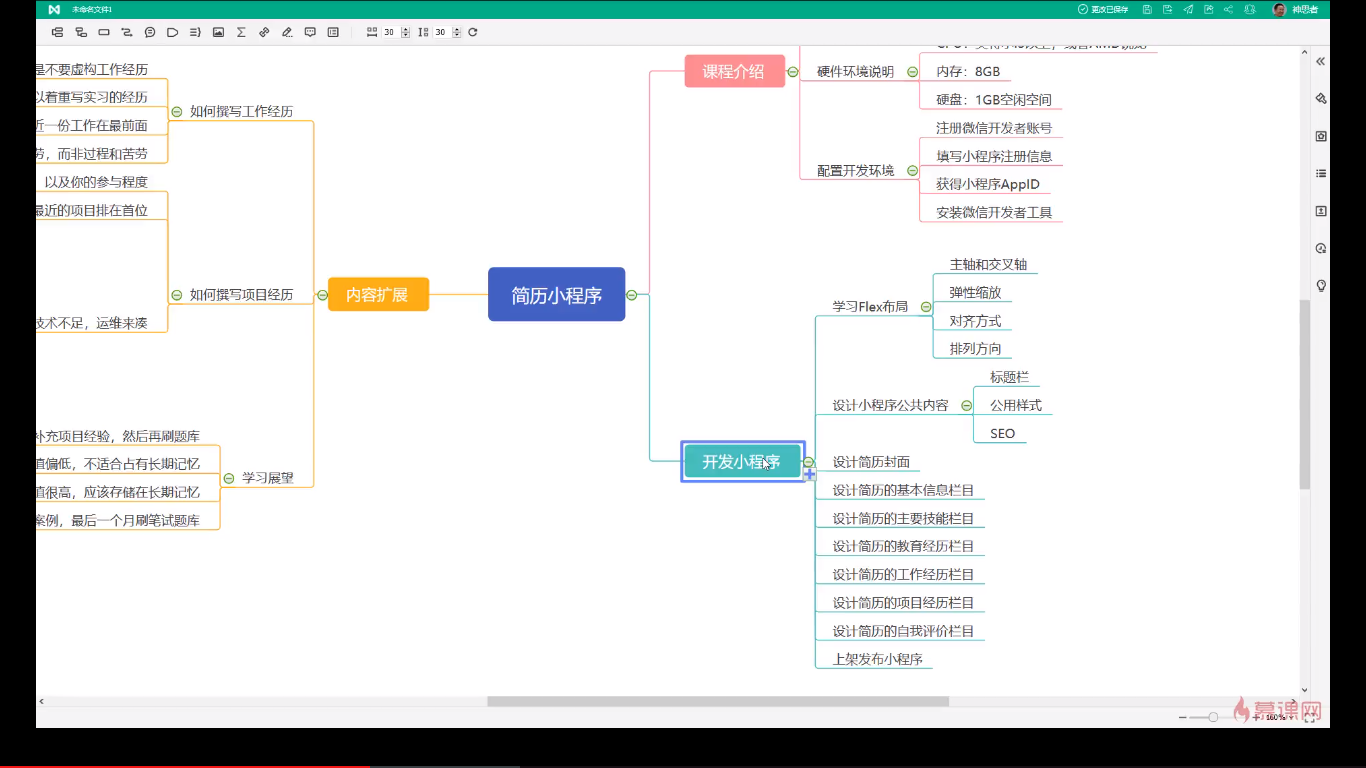 未命名文件1
更改已保存
神思者
30
30
是不要虚构工作经历
以着重写实习的经历
近一份工作在最前面
劳，而非过程和苦劳
如何撰写工作经历
以及你的参与程度
最近的项目排在首位
技术不足，运维来凑
如何撰写项目经历
补充项目经验，然后再刷题库
值偏低，不适合占有长期记忆
值很高，应该存储在长期记忆
案例，最后一个月刷笔试题库
学习展望
内容扩展
简历小程序
课程介绍
硬件环境说明
内存：8GB
硬盘：1GB空闲空间
配置开发环境
注册微信开发者账号
填写小程序注册信息
获得小程序AppID
安装微信开发者工具
开发小程序
学习Flex布局
主轴和交叉轴
弹性缩放
对齐方式
排列方向
设计小程序公共内容
标题栏
公用样式
SEO
设计简历封面
设计简历的基本信息栏目
设计简历的主要技能栏目
设计简历的教育经历栏目
设计简历的工作经历栏目
设计简历的项目经历栏目
设计简历的自我评价栏目
上架发布小程序
160%
慕课网